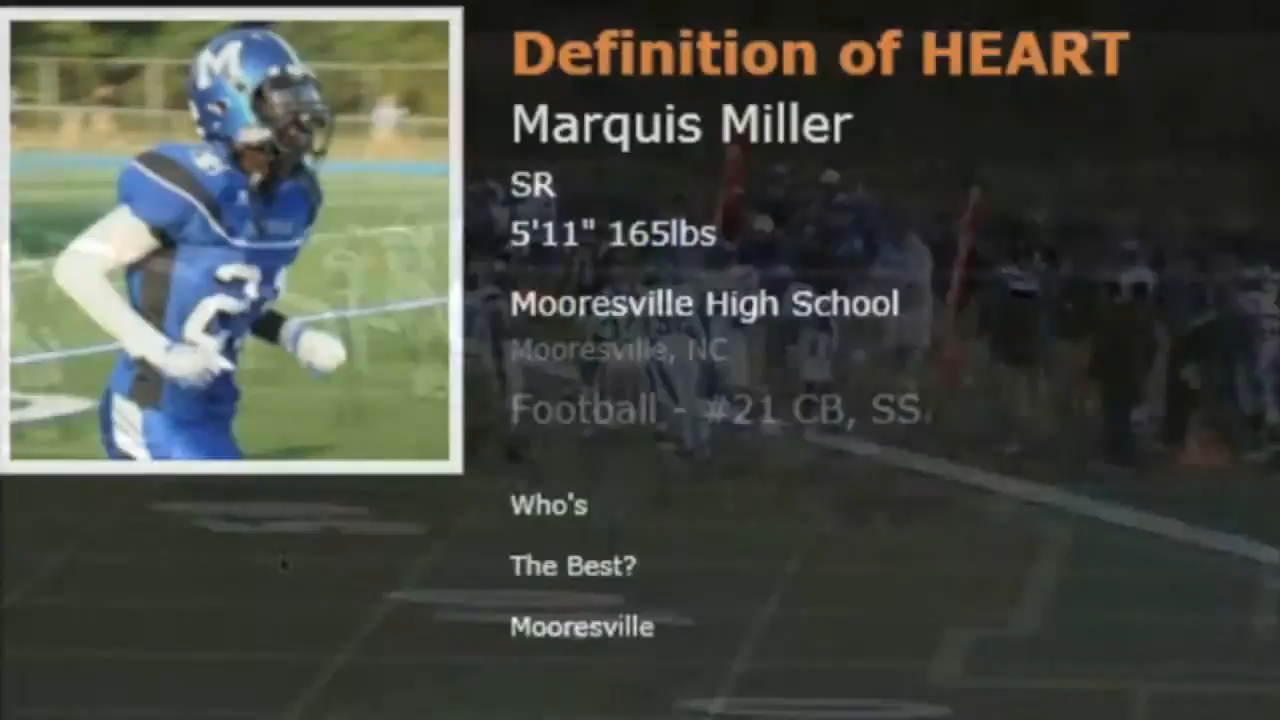 Definition of HEART
Marquis Miller
SR
5'11" 165lbs
Mooresville High School
Mooresville, NC
Football - #21 CB, SS
Who's
The Best?
Mooresville
M
21